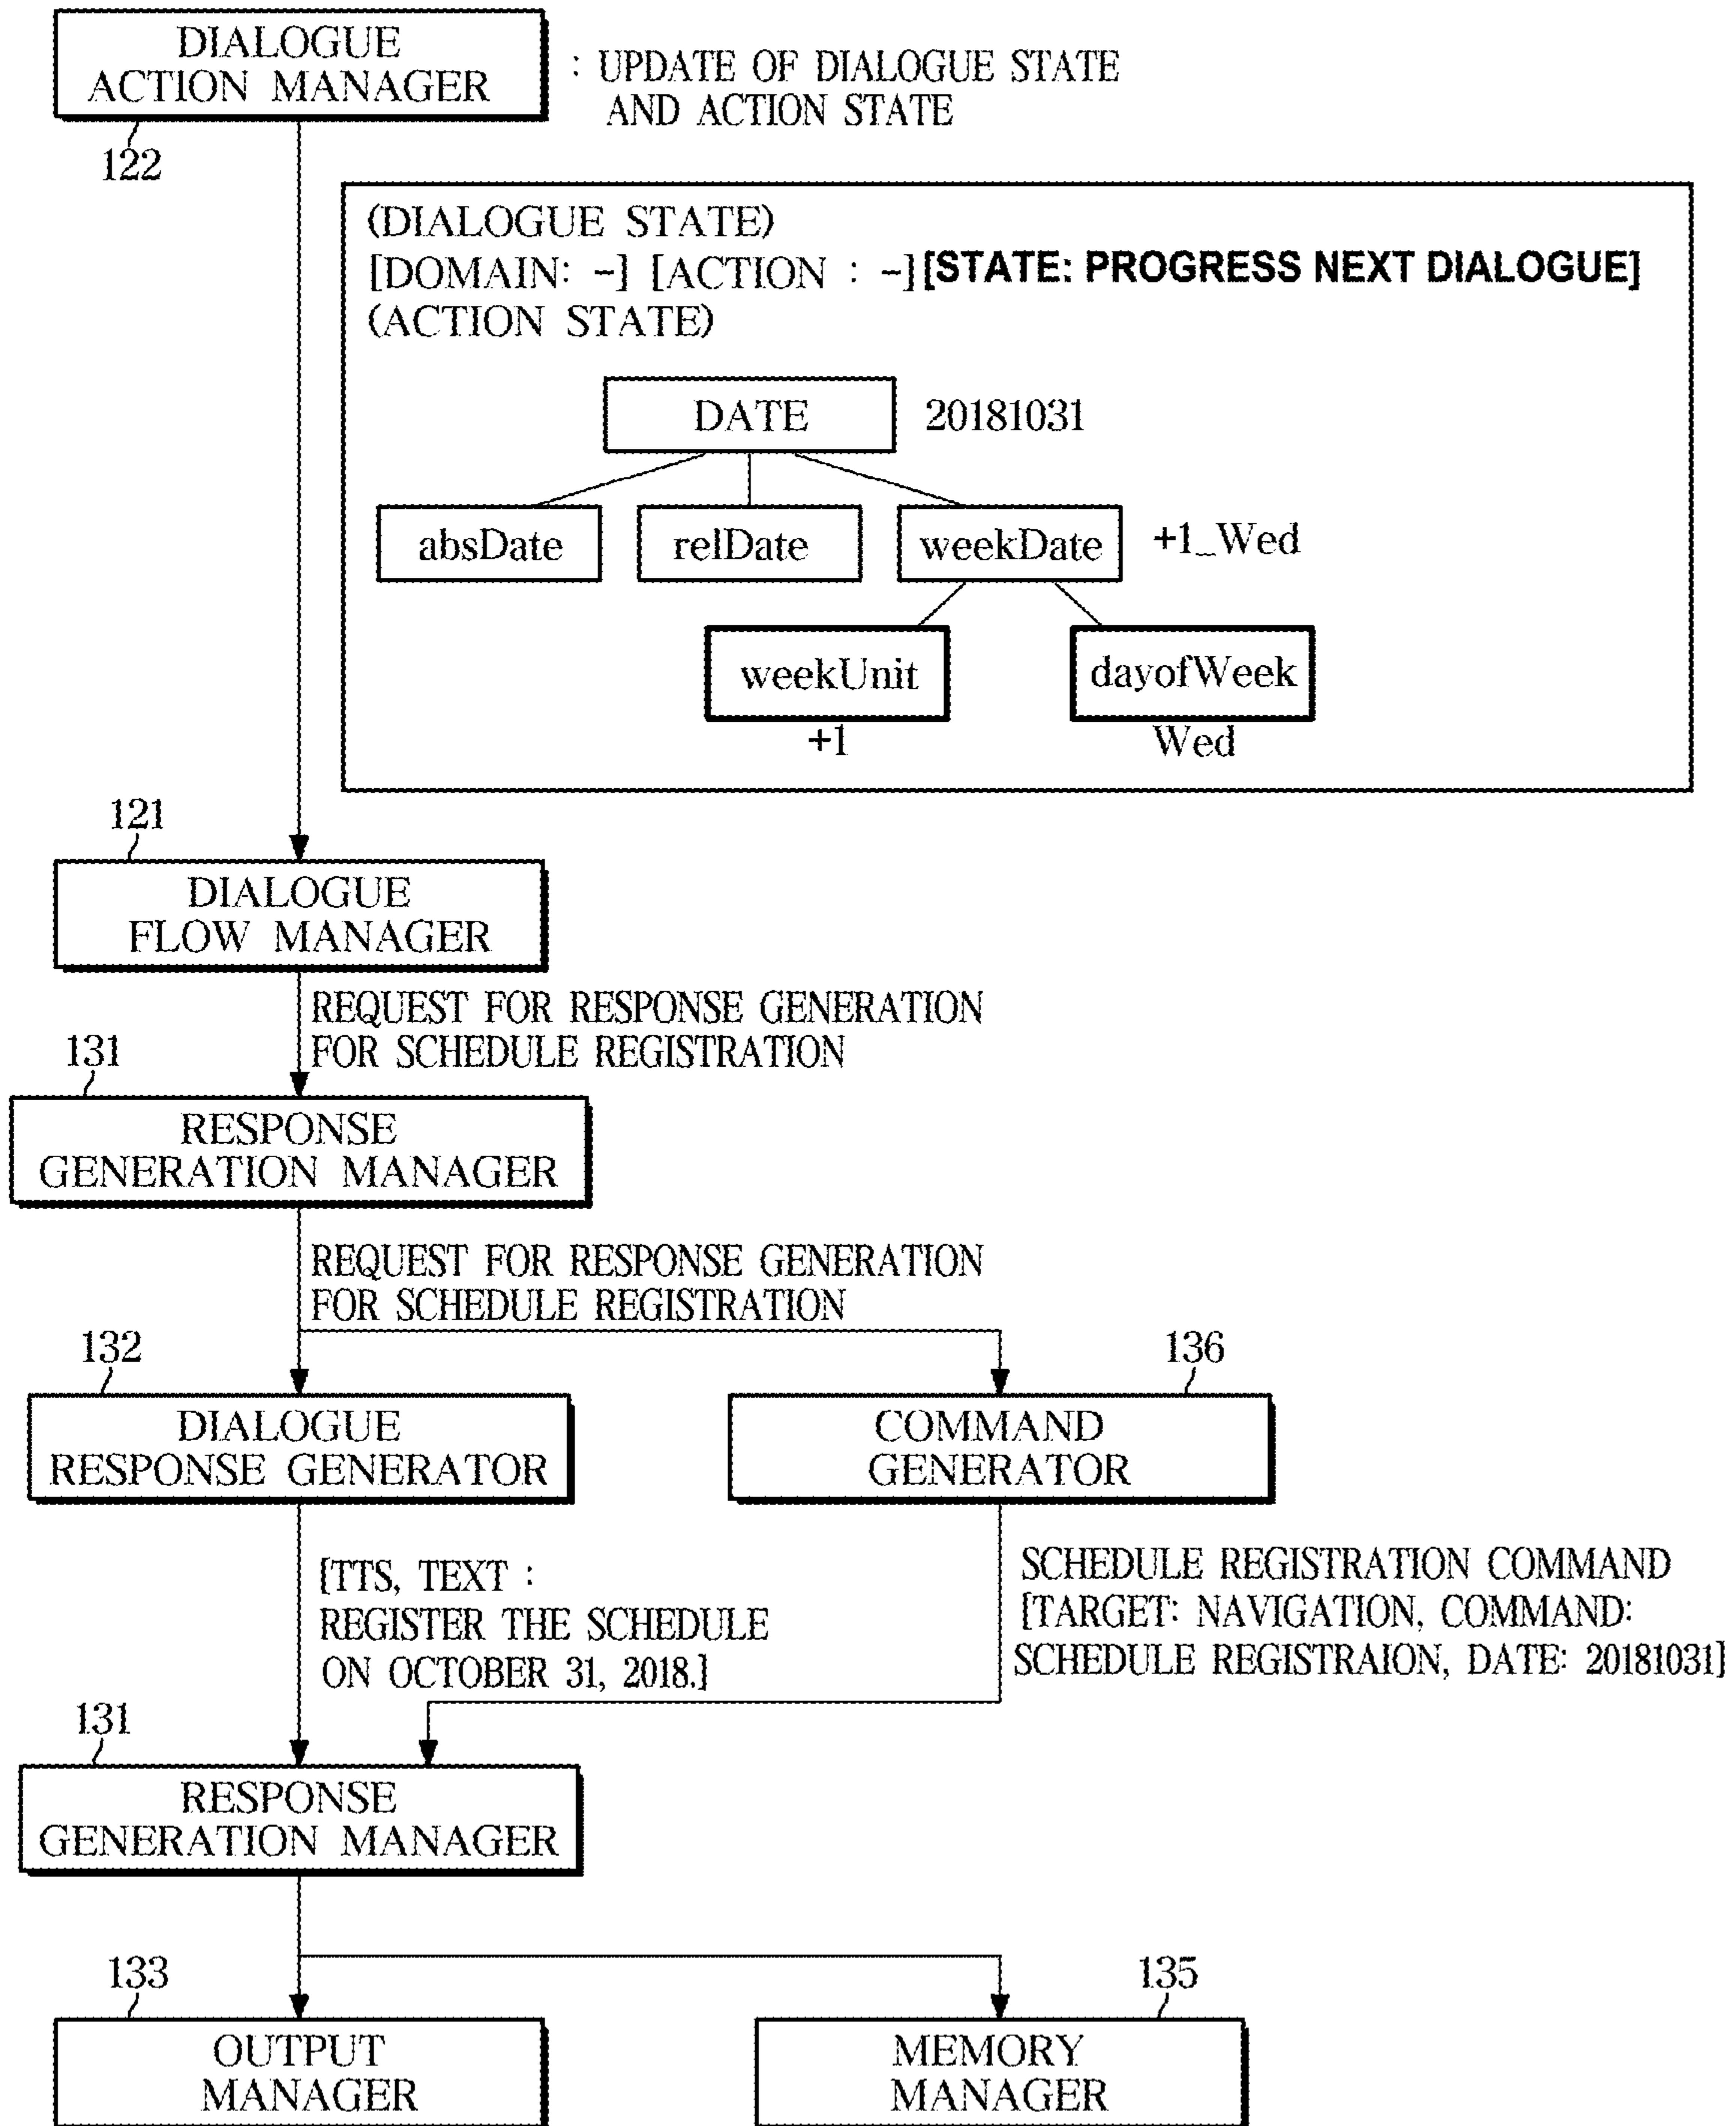 DIALOGUE
ACTION MANAGER
: UPDATE OF DIALOGUE STATE
AND ACTION STATE
122
(DIALOGUE STATE)
[DOMAIN: -] [ACTION : -] [STATE: PROGRESS NEXT DIALOGUE]
(ACTION STATE)
DATE 20181031
absDate relDate weekDate +1_Wed
weekUnit dayofWeek
+1 Wed
121
DIALOGUE
FLOW MANAGER
REQUEST FOR RESPONSE GENERATION
FOR SCHEDULE REGISTRATION
131
RESPONSE
GENERATION MANAGER
REQUEST FOR RESPONSE GENERATION
FOR SCHEDULE REGISTRATION
132
DIALOGUE
RESPONSE GENERATOR
136
COMMAND
GENERATOR
[TTS, TEXT :
REGISTER THE SCHEDULE
ON OCTOBER 31, 2018.]
SCHEDULE REGISTRATION COMMAND
[TARGET: NAVIGATION, COMMAND:
SCHEDULE REGISTRAION, DATE: 20181031]
131
RESPONSE
GENERATION MANAGER
133
OUTPUT
MANAGER
135
MEMORY
MANAGER